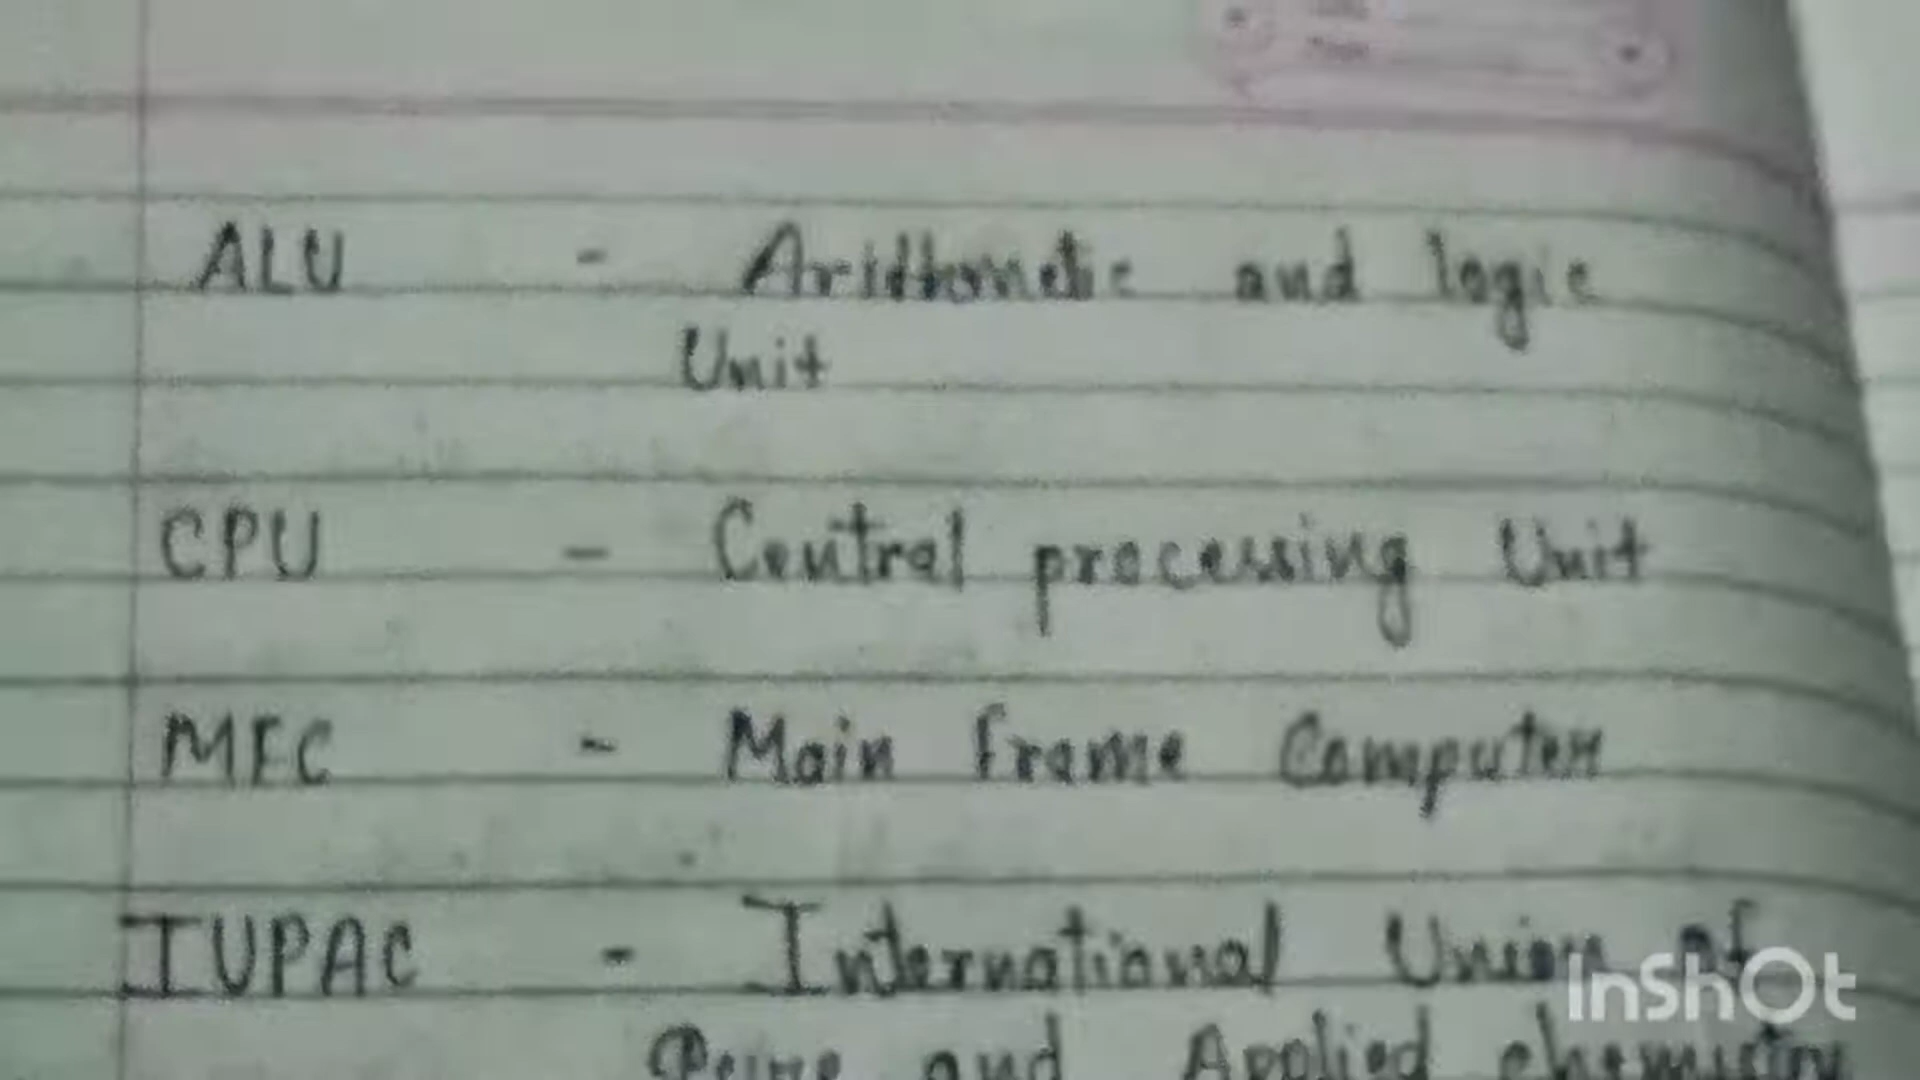 ALU - Arithmetic and logic
Unit
CPU - Central processing Unit
MFC - Main frame Computer
IUPAC - International Union of
Pure and Applied chemistry
InShOt